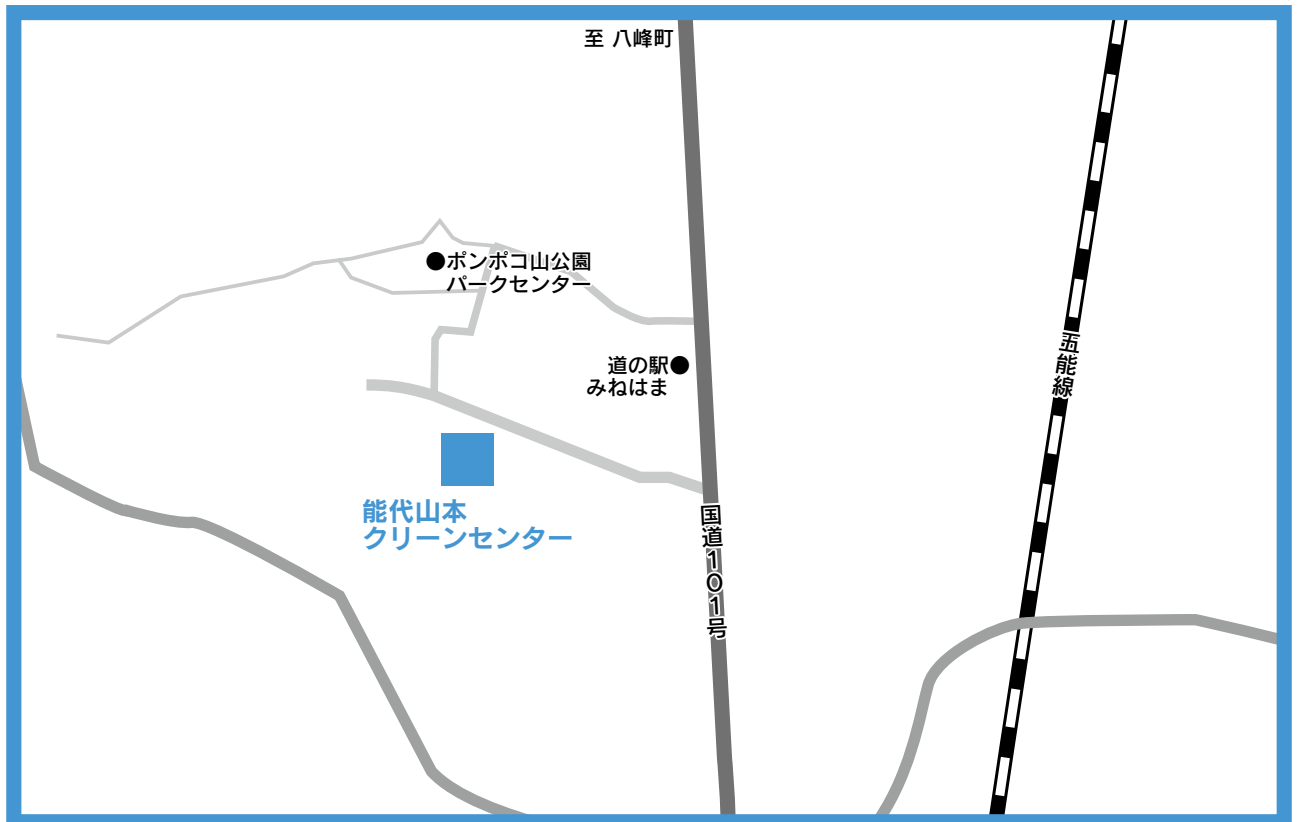 至 八峰町
ポンポコ山公園
パークセンター
道の駅
みねはま
五能線
能代山本
クリーンセンター
国道101号